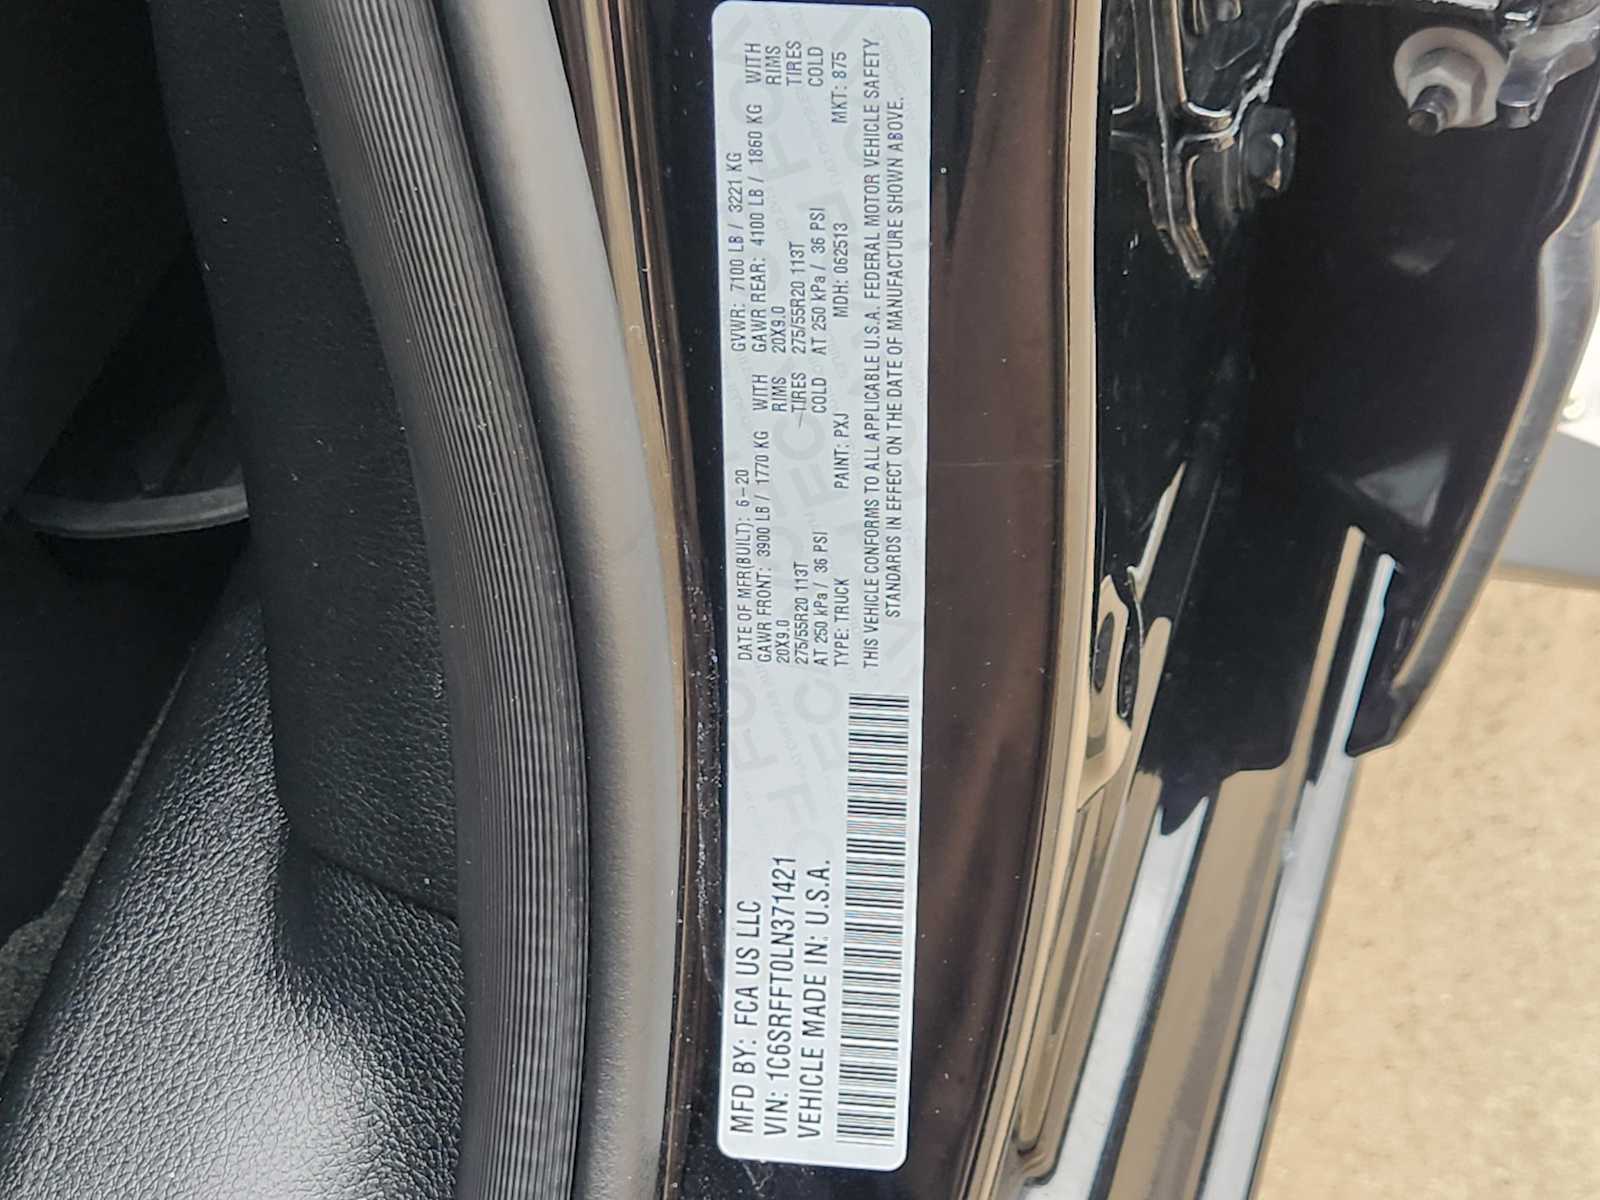 MFD BY: FCA US LLC
VIN: 1C6SRFFT0LN371421
VEHICLE MADE IN: U.S.A.
DATE OF MFR(BUILT): 6-20 GVWR: 7100 LB / 3221 KG
GAWR FRONT: 3900 LB / 1770 KG WITH GAWR REAR: 4100 LB / 1860 KG WITH
20X9.0 RIMS 20X9.0 RIMS
275/55R20 113T TIRES 275/55R20 113T TIRES
AT 250 kPa / 36 PSI COLD AT 250 kPa / 36 PSI COLD
TYPE: TRUCK PAINT: PXJ MDH: 062513 MKT: 875
THIS VEHICLE CONFORMS TO ALL APPLICABLE U.S.A. FEDERAL MOTOR VEHICLE SAFETY
STANDARDS IN EFFECT ON THE DATE OF MANUFACTURE SHOWN ABOVE.